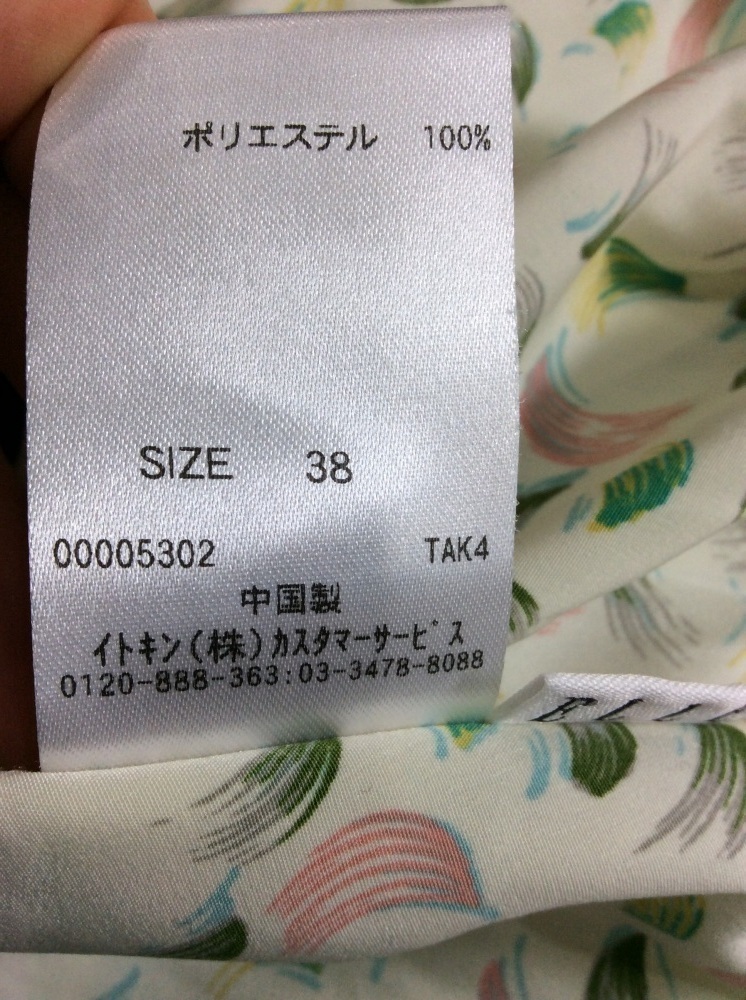 ポリエステル 100%
SIZE 38
00005302 TAK4
中国製
イトキン(株)カスタマーサービス
0120-888-363:03-3478-8088